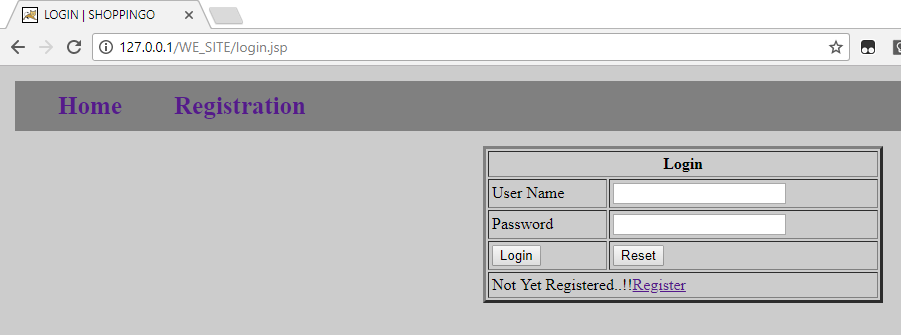 LOGIN | SHOPPINGO
127.0.0.1/WE_SITE/login.jsp
Home Registration
Login
User Name
Password
Login Reset
Not Yet Registered..!!Register